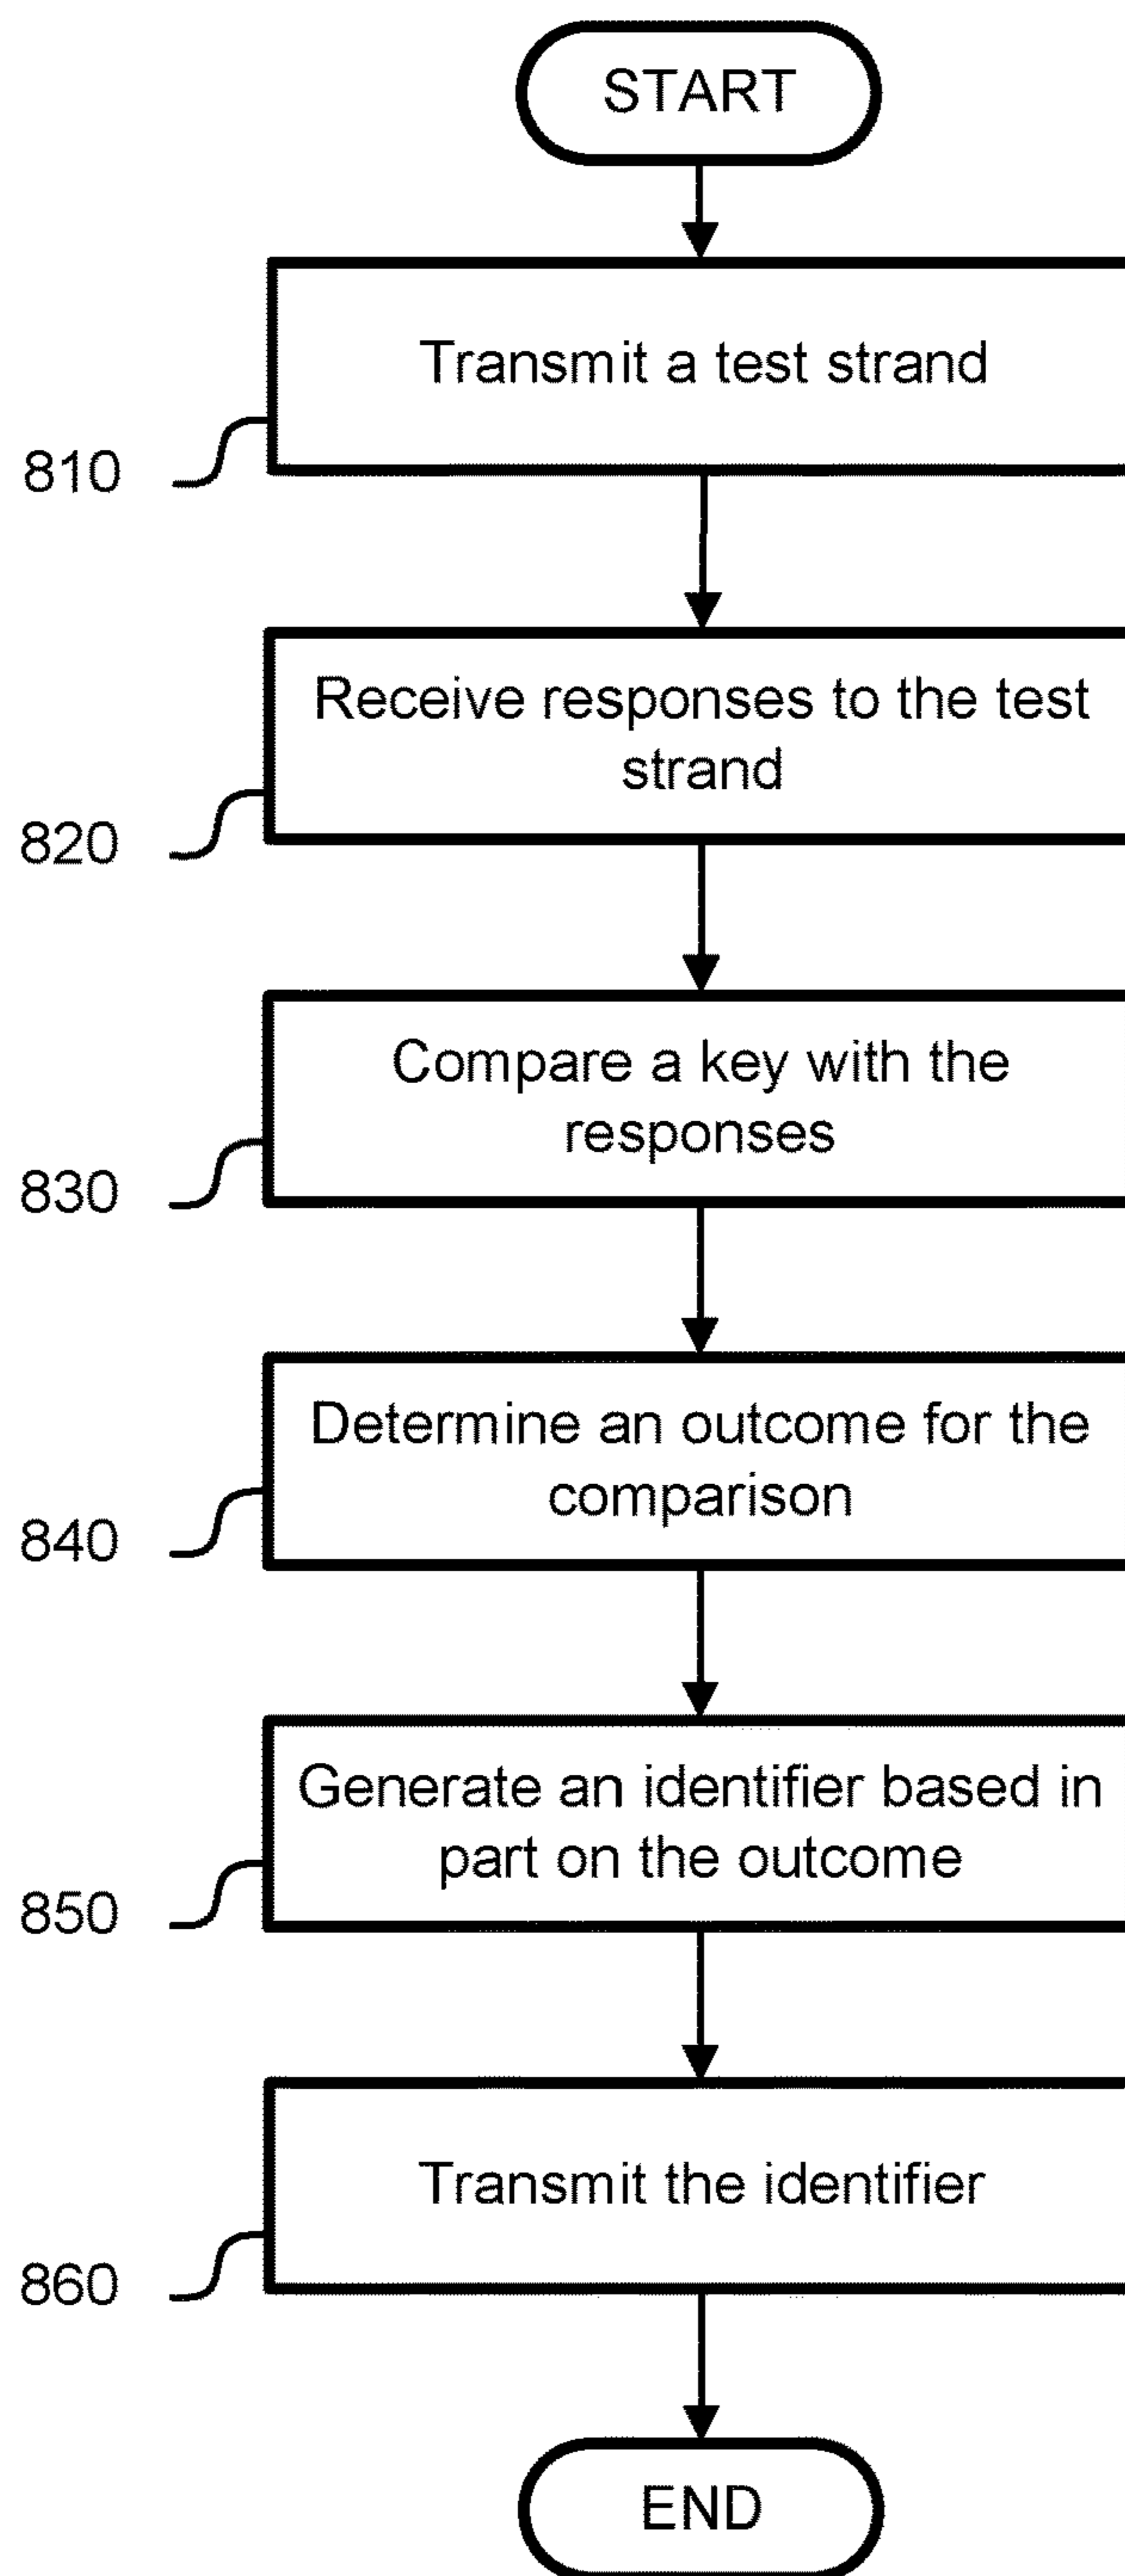 START
Transmit a test strand
810
Receive responses to the test
strand
820
Compare a key with the
responses
830
Determine an outcome for the
comparison
840
Generate an identifier based in
part on the outcome
850
Transmit the identifier
860
END